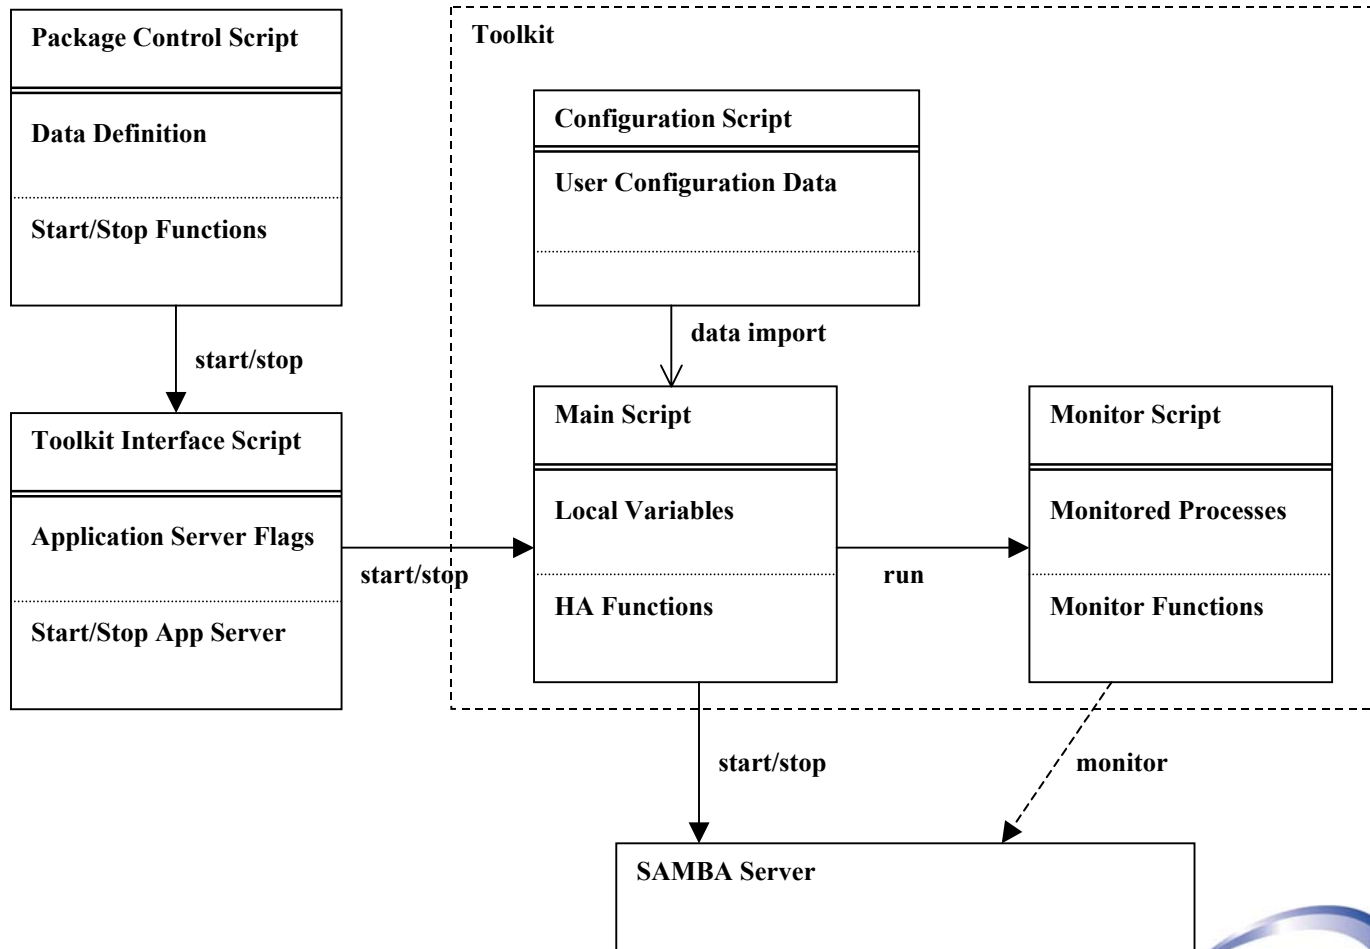 Package Control Script
Data Definition
Start/Stop Functions
start/stop
Toolkit Interface Script
Application Server Flags
Start/Stop App Server
start/stop
Toolkit
Configuration Script
User Configuration Data
data import
Main Script
Local Variables
HA Functions
run
Monitor Script
Monitored Processes
Monitor Functions
start/stop
monitor
SAMBA Server